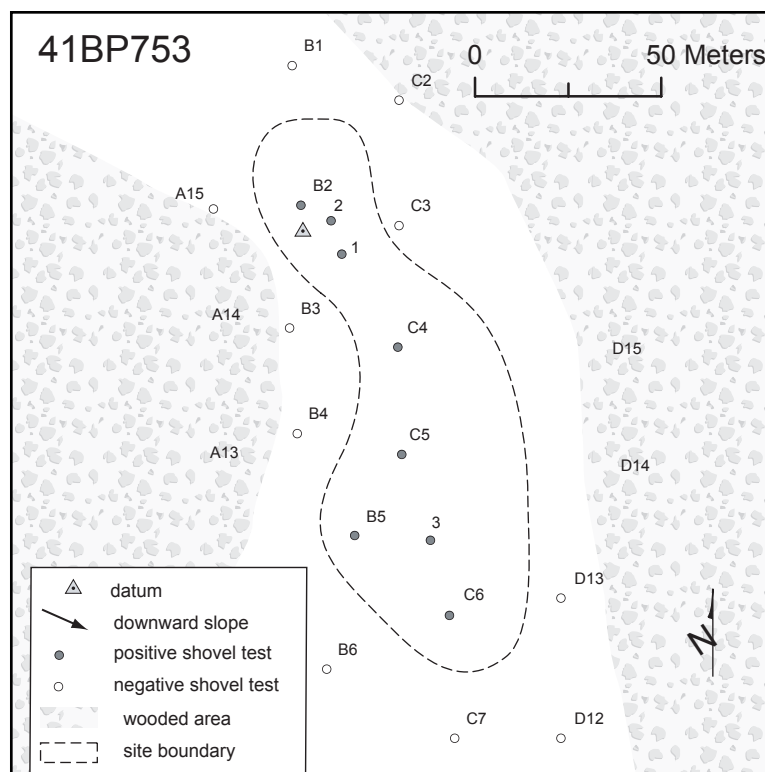 41BP753
B1
0 50 Meters
C2
A15
B2
2
C3
1
A14
B3
C4
D15
B4
A13
C5
D14
B5
3
D13
C6
datum
downward slope
positive shovel test
negative shovel test
wooded area
site boundary
B6
C7
D12
N